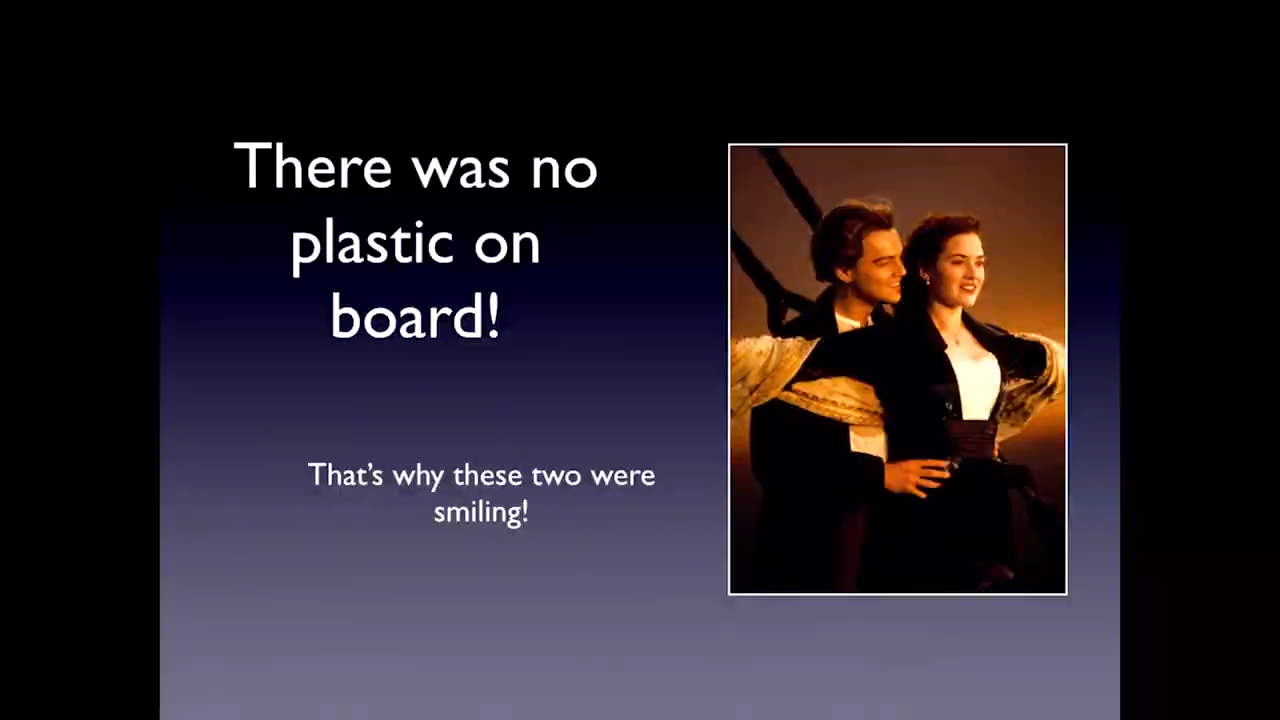 There was no
plastic on
board!
That's why these two were
smiling!